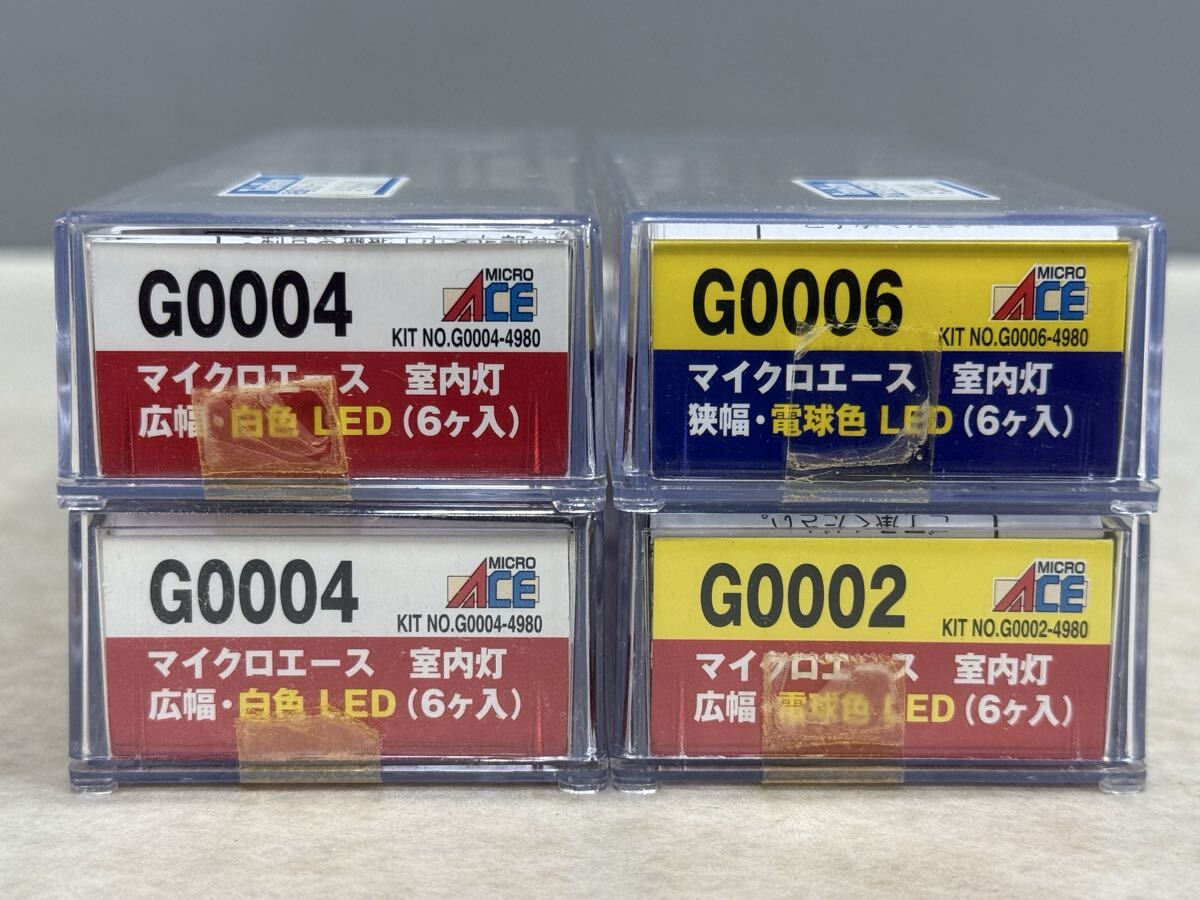 G0004
MICRO ACE
KIT NO.G0004-4980
マイクロエース 室内灯
広幅・白色 LED(6ヶ入)
G0006
MICRO ACE
KIT NO.G0006-4980
マイクロエース 室内灯
狭幅・電球色 LED(6ヶ入)
G0004
MICRO ACE
KIT NO.G0004-4980
マイクロエース 室内灯
広幅・白色 LED(6ヶ入)
G0002
MICRO ACE
KIT NO.G0002-4980
マイクロエース 室内灯
広幅・電球色 LED(6ヶ入)